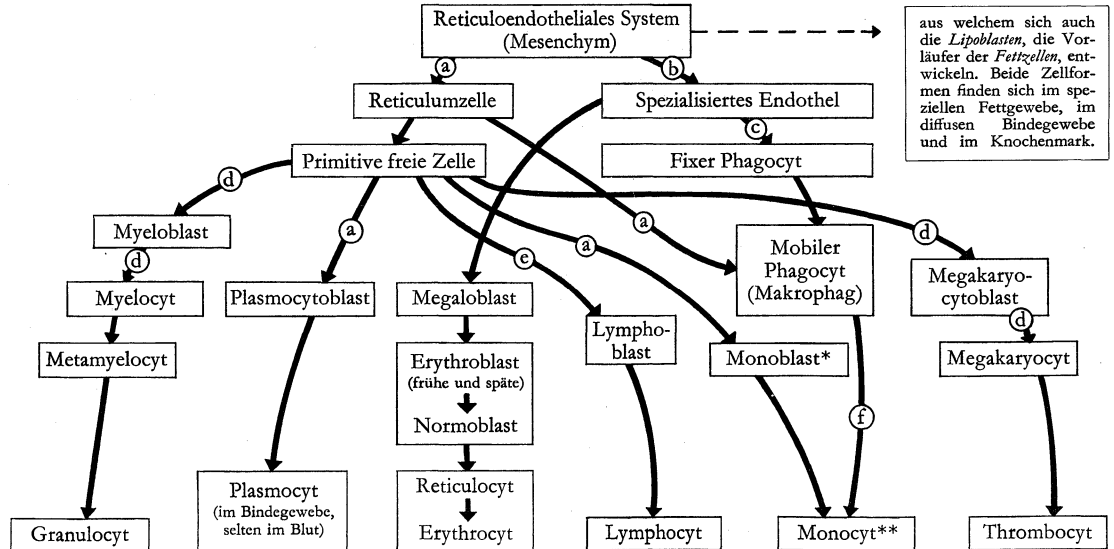 Reticuloendotheliales System
(Mesenchym)
aus welchem sich auch
die Lipoblasten, die Vor-
läufer der Fettzellen, ent-
wickeln. Beide Zellfor-
men finden sich im spe-
ziellen Fettgewebe, im
diffusen Bindegewebe
und im Knochenmark.
a
b
Reticulumzelle
Spezialisiertes Endothel
c
Primitive freie Zelle
Fixer Phagocyt
d
Myeloblast
a
e
a
a
d
d
Mobiler
Phagocyt
(Makrophag)
Megakaryo-
cytoblast
Myelocyt
Plasmocytoblast
Megaloblast
Lympho-
blast
d
Metamyelocyt
Erythroblast
(frühe und späte)
Normoblast
Monoblast*
Megakaryocyt
f
Plasmocyt
(im Bindegewebe,
selten im Blut)
Reticulocyt
Erythrocyt
Granulocyt
Lymphocyt
Monocyt**
Thrombocyt